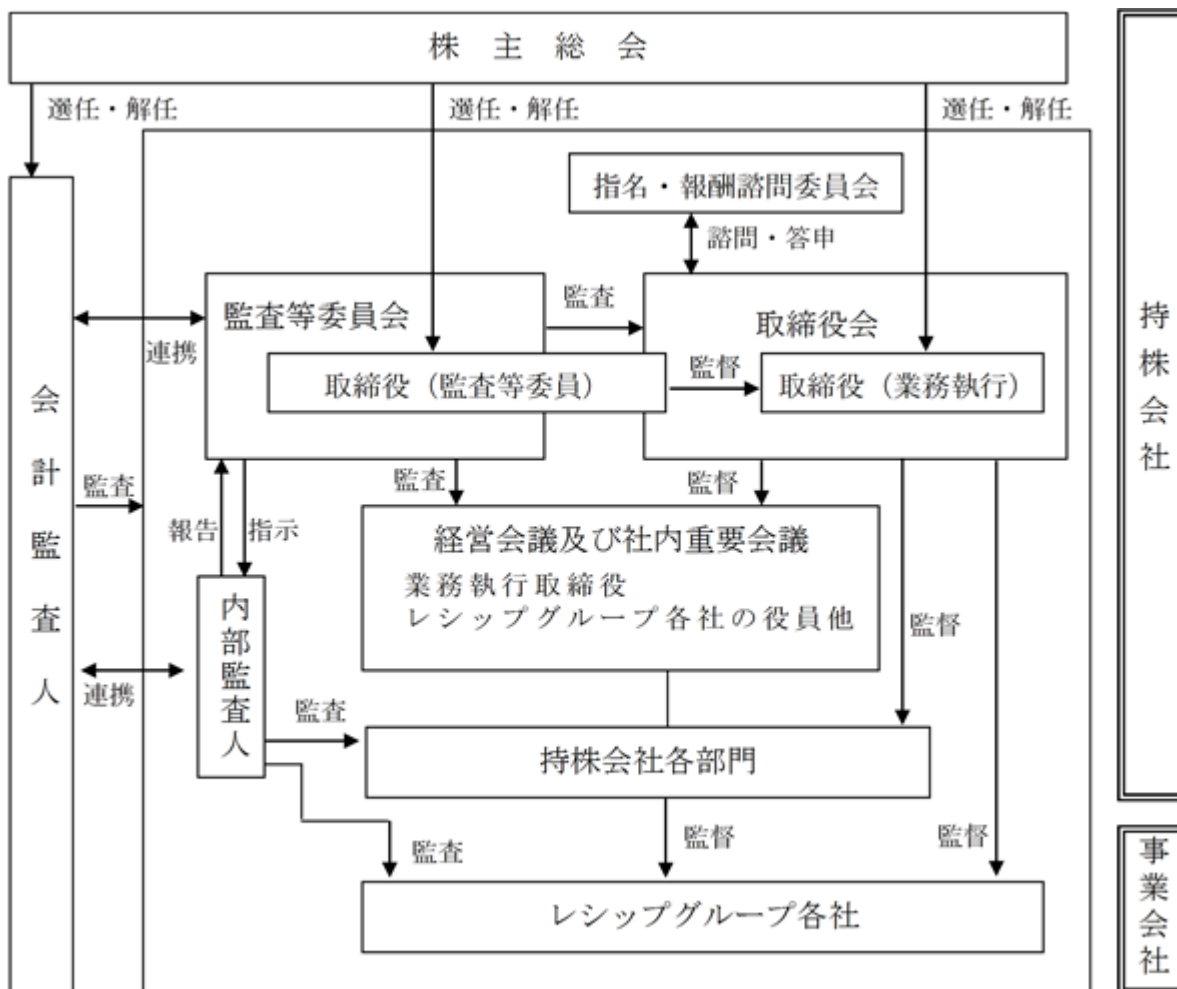 株 主 総 会
選任・解任
選任・解任
選任・解任
指名・報酬諮問委員会
諮問・答申
監査等委員会
監査
取締役会
連携
取締役（監査等委員）
監督
取締役（業務執行）
会計監査人
監査
監査
監督
報告
指示
経営会議及び社内重要会議
業務執行取締役
レシップグループ各社の役員他
内部監査人
監督
連携
監査
持株会社各部門
監査
監督
監督
レシップグループ各社
持株会社
事業会社